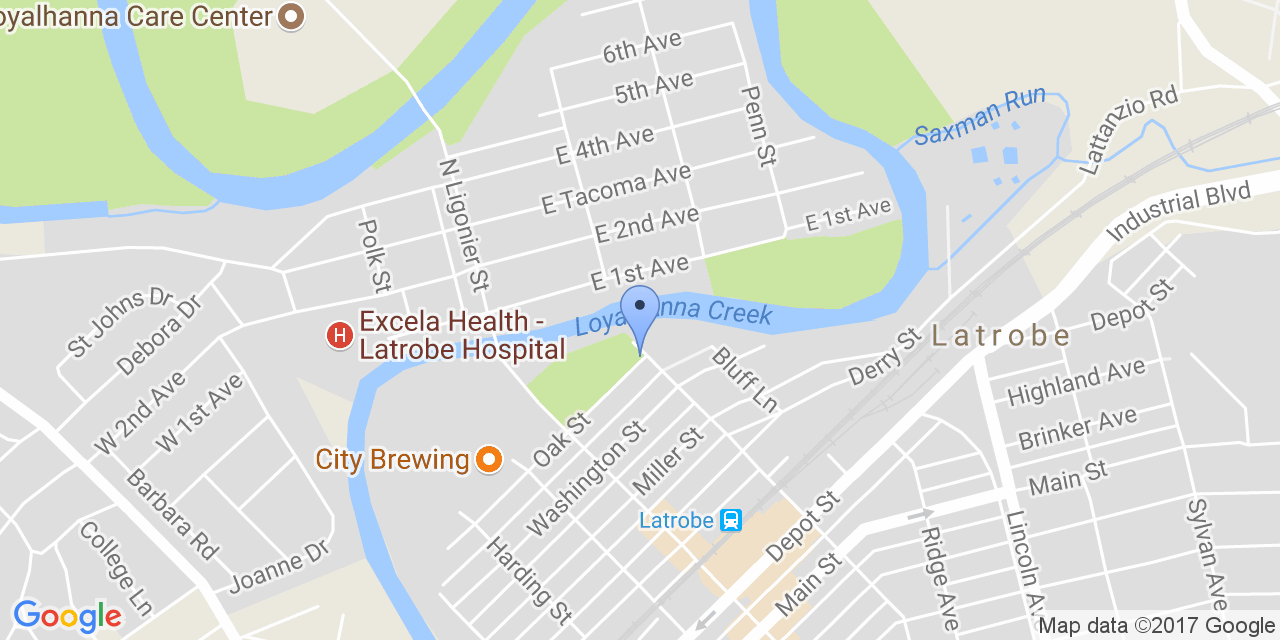 oyalhanna Care Center
6th Ave
5th Ave
Penn St
Saxman Run
Lattanzio Rd
E 4th Ave
N Ligonier St
E Tacoma Ave
Industrial Blvd
E 2nd Ave
E 1st Ave
Polk St
E 1st Ave
St Johns Dr
Debora Dr
H
Excela Health -
Latrobe Hospital
Loya nna Creek
Depot St
Latrobe
Bluff Ln
Derry St
Highland Ave
W 2nd Ave
W 1st Ave
Brinker Ave
Oak St
City Brewing
Washington St
Miller St
Main St
Barbara Rd
Latrobe
Depot St
Sylvan Ave
College Ln
Joanne Dr
Harding St
Main St
Ridge Ave
Lincoln Av
Google
Map data ©2017 Google